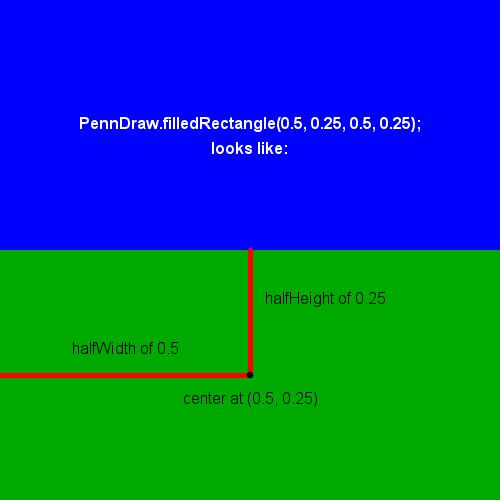 PennDraw.filledRectangle(0.5, 0.25, 0.5, 0.25);
looks like:
halfHeight of 0.25
halfWidth of 0.5
center at (0.5, 0.25)